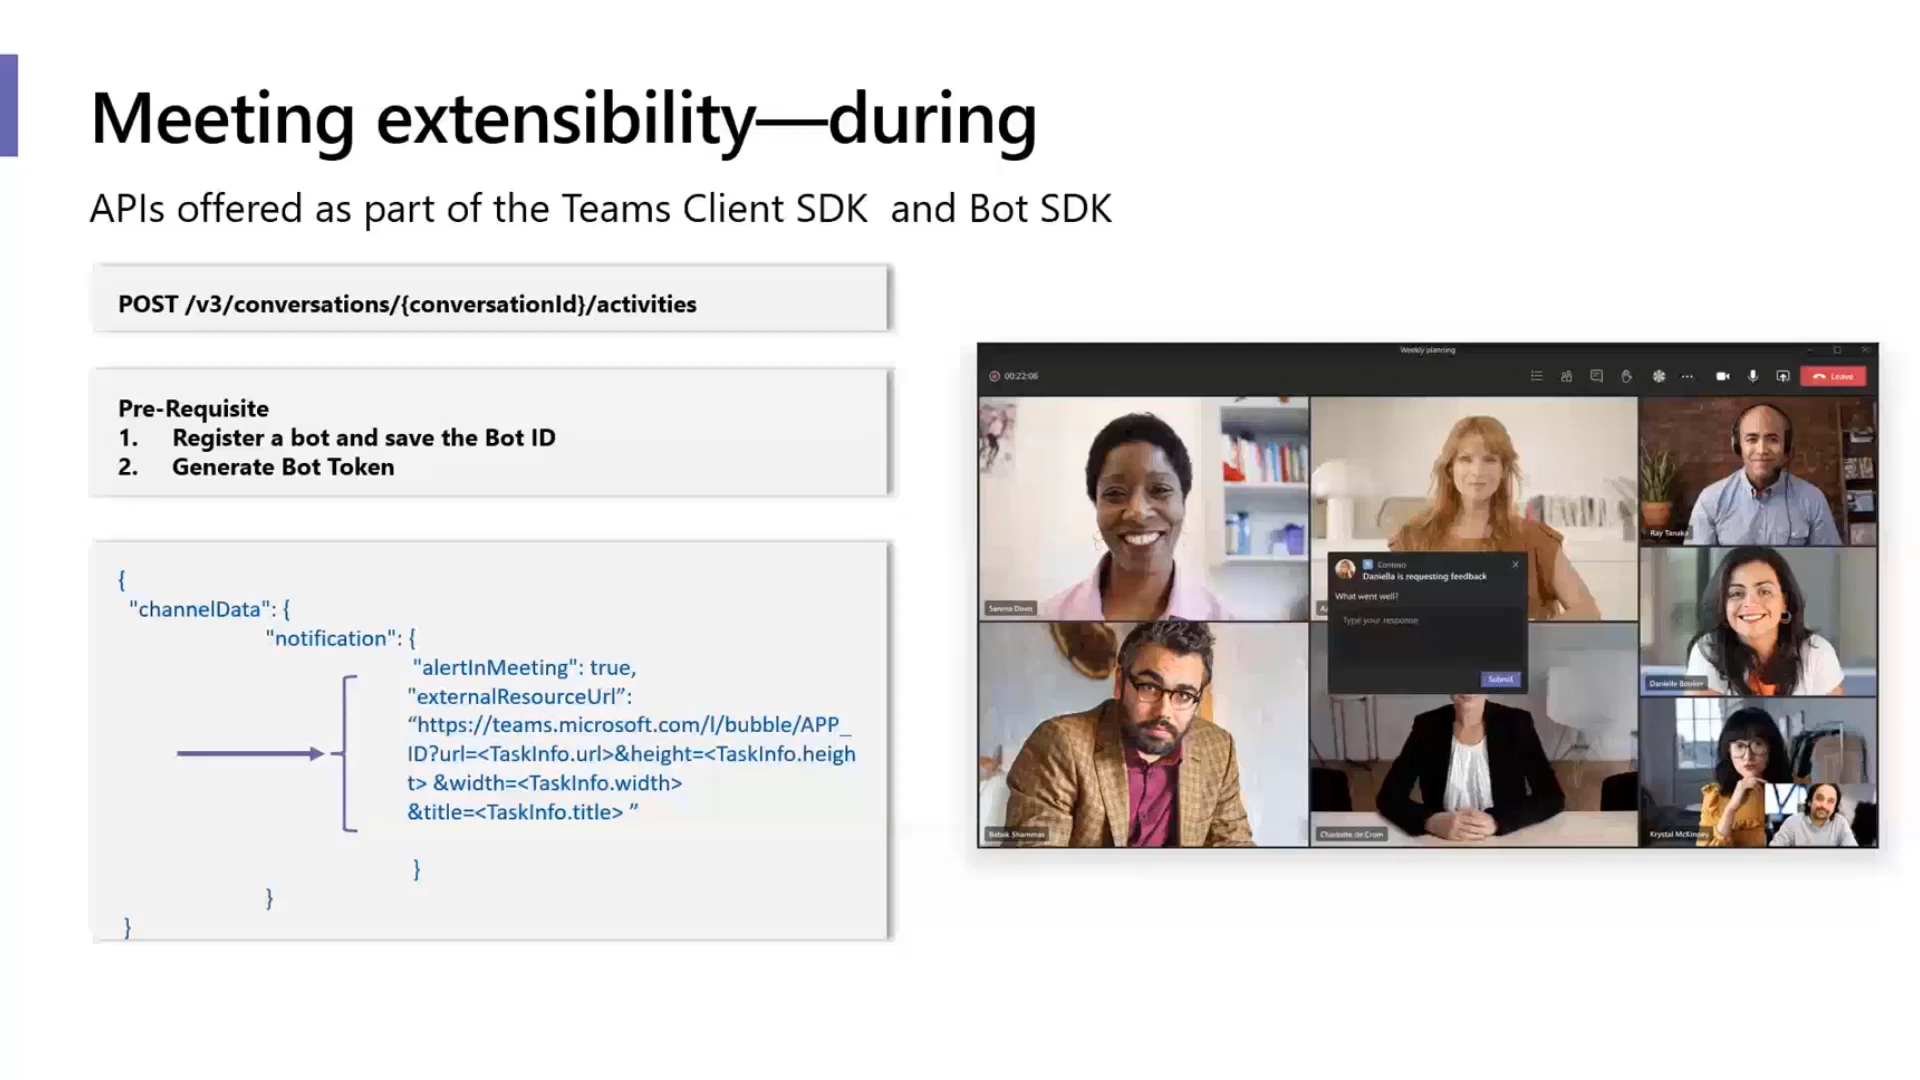 Meeting extensibility—during
APIs offered as part of the Teams Client SDK  and Bot SDK
POST /v3/conversations/{conversationId}/activities
Pre-Requisite
1. Register a bot and save the Bot ID
2. Generate Bot Token
{
"channelData": {
"notification": {
"alertInMeeting": true,
"externalResourceUrl”:
“https://teams.microsoft.com/l/bubble/APP_
ID?url=<TaskInfo.url>&height=<TaskInfo.heigh
t> &width=<TaskInfo.width>
&title=<TaskInfo.title> ”
}
}
}
Weekly planning
00:22:06
Leave
Serena Davis
Ray Tanaka
Contoso
Daniella is requesting feedback
What went well?
Type your response
Submit
Danielle Booker
Babak Shammas
Charlotte de Crum
Krystal McKinney